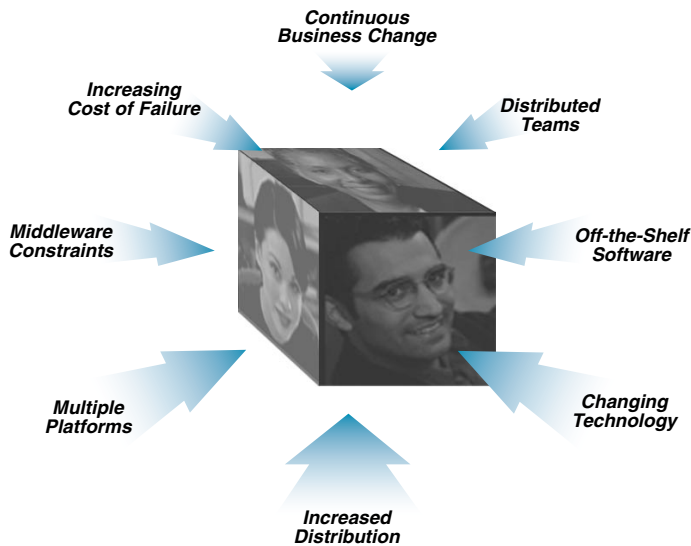 Continuous
Business Change
Increasing
Cost of Failure
Distributed
Teams
Middleware
Constraints
Off-the-Shelf
Software
Multiple
Platforms
Changing
Technology
Increased
Distribution